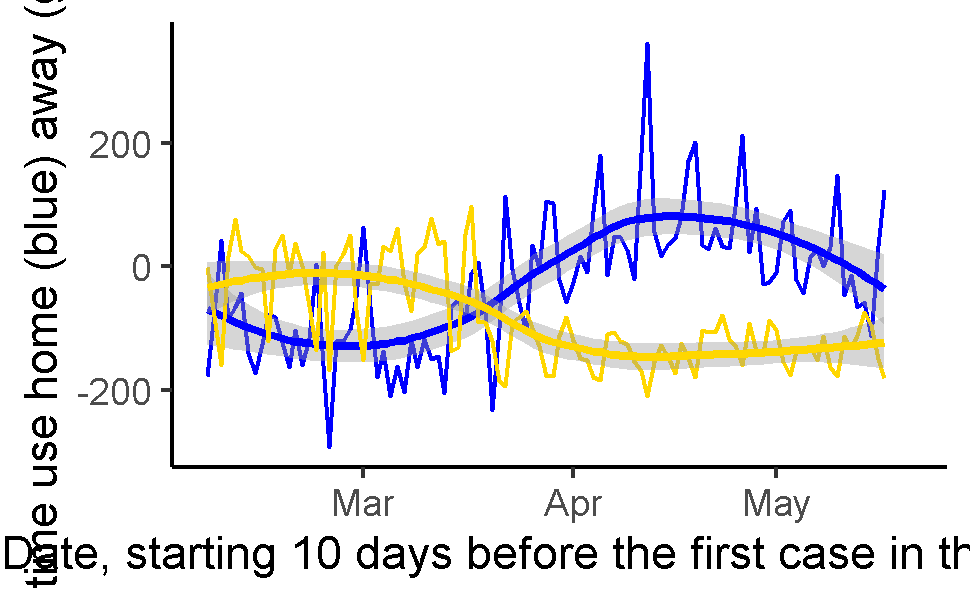 time use home (blue) away (
200
0
-200
Mar Apr May
Date, starting 10 days before the first case in th